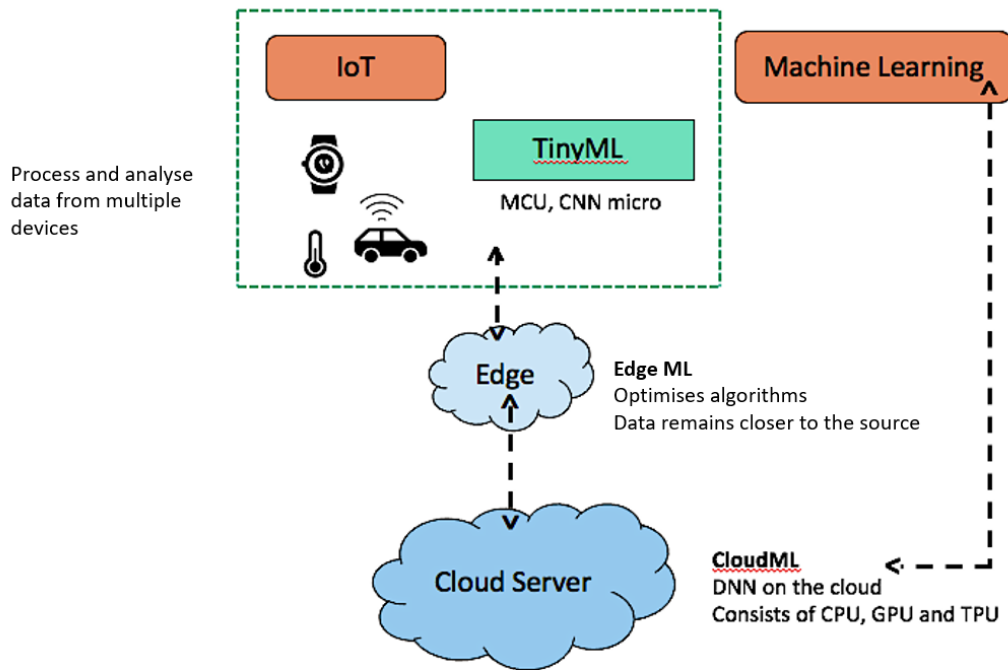 IoT
Machine Learning
TinyML
MCU, CNN micro
Process and analyse
data from multiple
devices
Edge
Edge ML
Optimises algorithms
Data remains closer to the source
Cloud Server
CloudML
DNN on the cloud
Consists of CPU, GPU and TPU